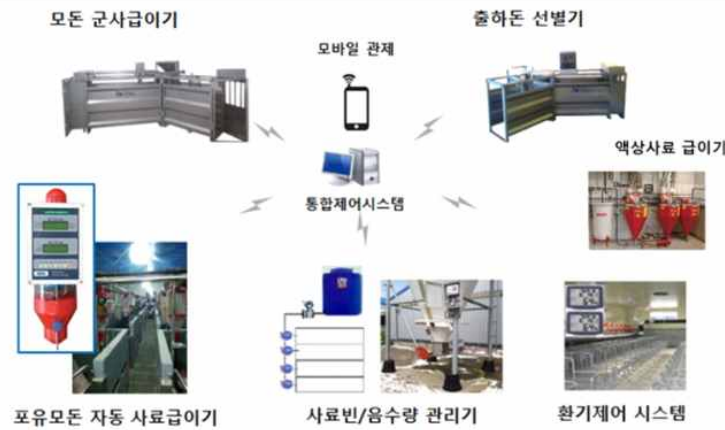 모돈 군사급이기
출하돈 선별기
모바일 관제
액상사료 급이기
통합제어시스템
포유모돈 자동 사료급이기
사료빈/음수량 관리기
환기제어 시스템